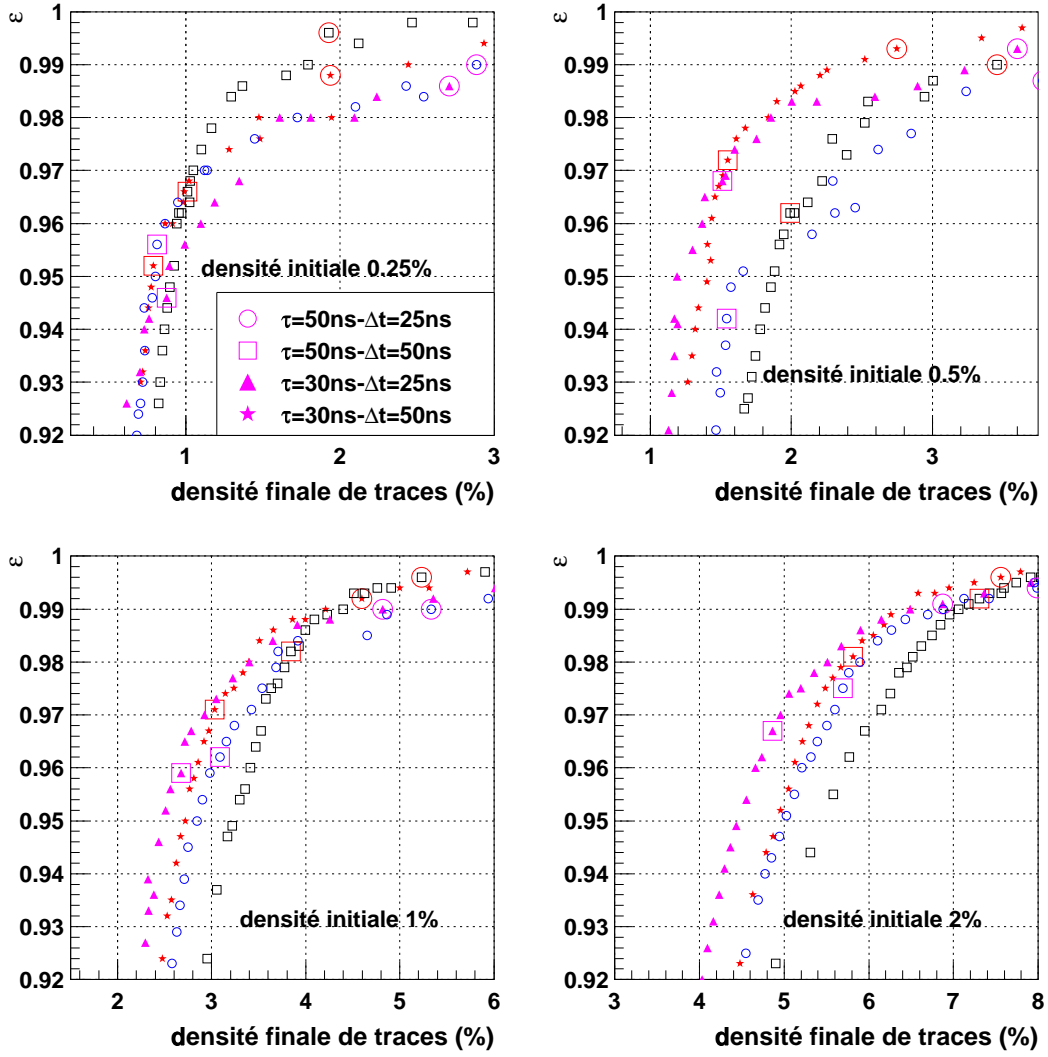 ε
1
0.99
0.98
0.97
0.96
0.95
0.94
0.93
0.92
densité initiale 0.25%
τ=50ns-Δt=25ns
τ=50ns-Δt=50ns
τ=30ns-Δt=25ns
τ=30ns-Δt=50ns
1 2 3
densité finale de traces (%)
ε
1
0.99
0.98
0.97
0.96
0.95
0.94
0.93
0.92
densité initiale 0.5%
1 2 3
densité finale de traces (%)
ε
1
0.99
0.98
0.97
0.96
0.95
0.94
0.93
0.92
densité initiale 1%
2 3 4 5 6
densité finale de traces (%)
ε
1
0.99
0.98
0.97
0.96
0.95
0.94
0.93
0.92
densité initiale 2%
3 4 5 6 7 8
densité finale de traces (%)